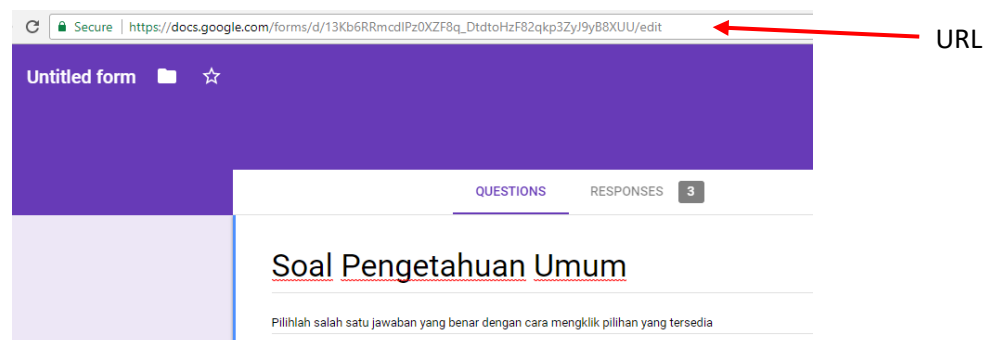 Secure | https://docs.google.com/forms/d/13Kb6RRmcdlPz0XZF8q_DtdtoHzF82qkp3ZyJ9yB8XUU/edit
URL
Untitled form
QUESTIONS RESPONSES 3
Soal Pengetahuan Umum
Pilihlah salah satu jawaban yang benar dengan cara mengklik pilihan yang tersedia